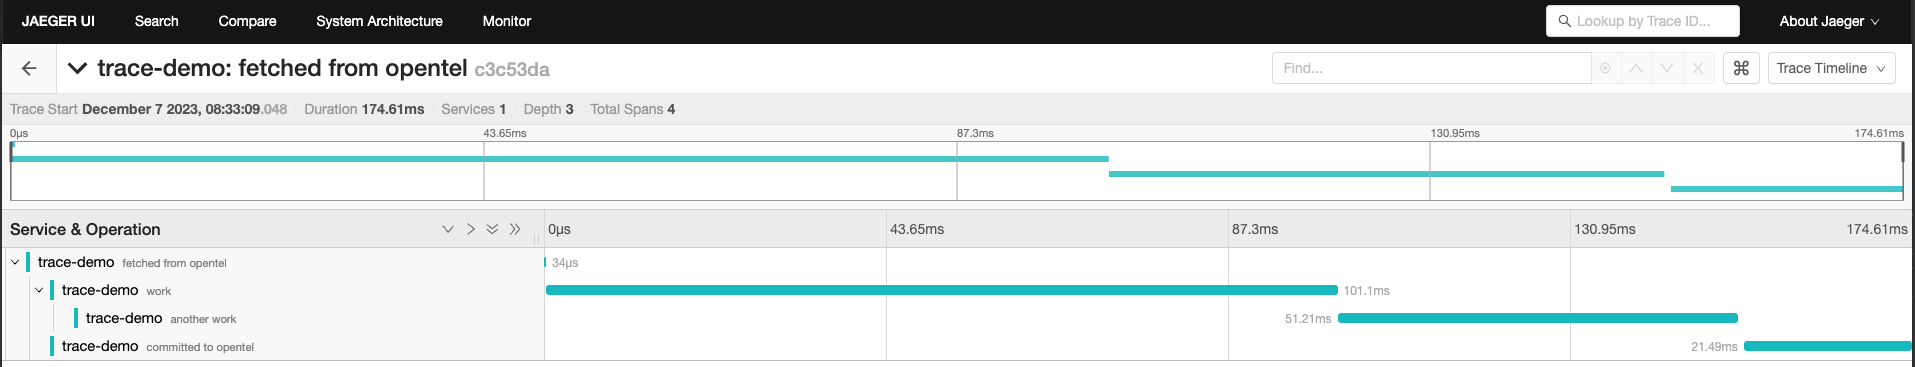 JAEGER UI Search Compare System Architecture Monitor Lookup by Trace ID... About Jaeger
trace-demo: fetched from opentel c3c53da Find... Trace Timeline
Trace Start December 7 2023, 08:33:09.048 Duration 174.61ms Services 1 Depth 3 Total Spans 4
0μs 43.65ms 87.3ms 130.95ms 174.61ms
Service & Operation 0μs 43.65ms 87.3ms 130.95ms 174.61ms
trace-demo fetched from opentel 34μs
trace-demo work 101.1ms
trace-demo another work 51.21ms
trace-demo committed to opentel 21.49ms